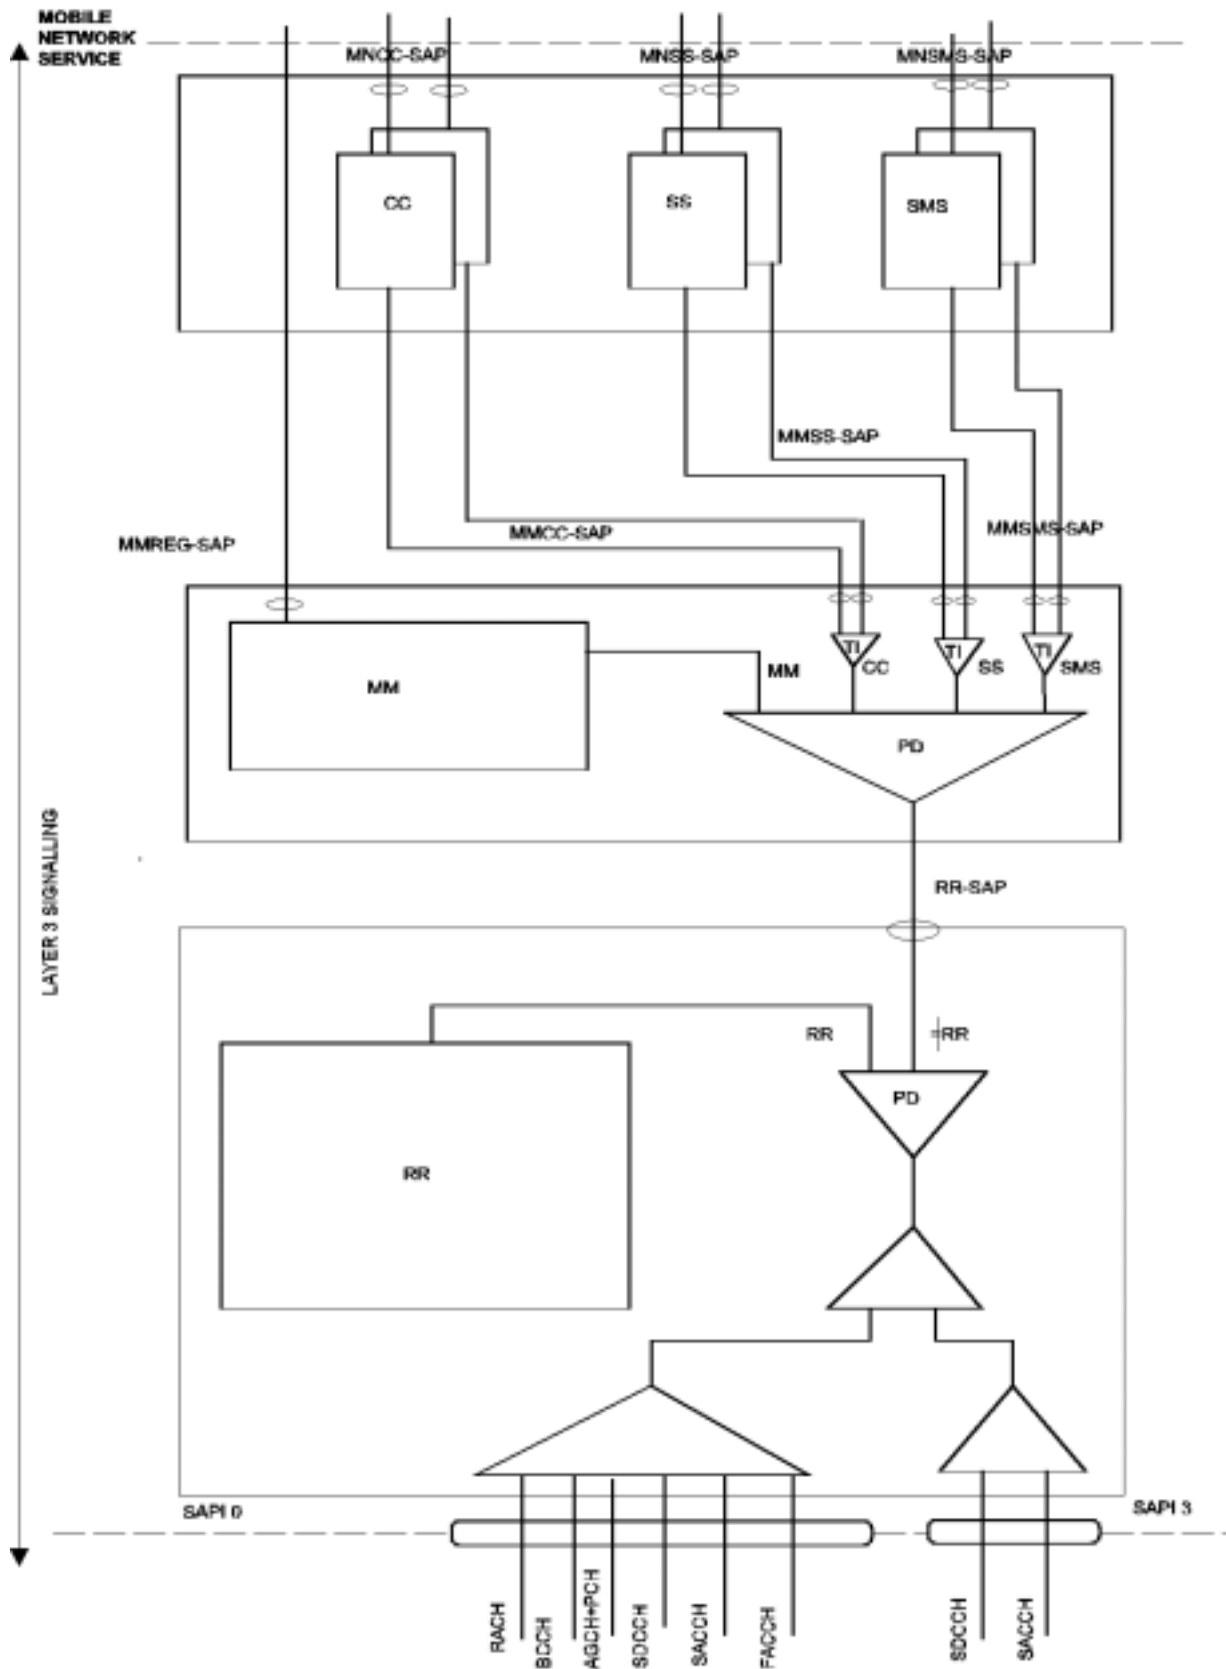 MOBILE
NETWORK
SERVICE
MNCC-SAP
MNSS-SAP
MNSMS-SAP
CC
SS
SMS
MMSS-SAP
MMCC-SAP
MMREG-SAP
MMSMS-SAP
TI
TI
TI
CC
SS
SMS
MM
MM
PD
LAYER 3 SIGNALLING
RR-SAP
RR
≠RR
PD
RR
SAPI 0
SAPI 3
RACH
BCCH
AGCH+PCH
SDCCH
SACCH
FACCH
SDCCH
SACCH